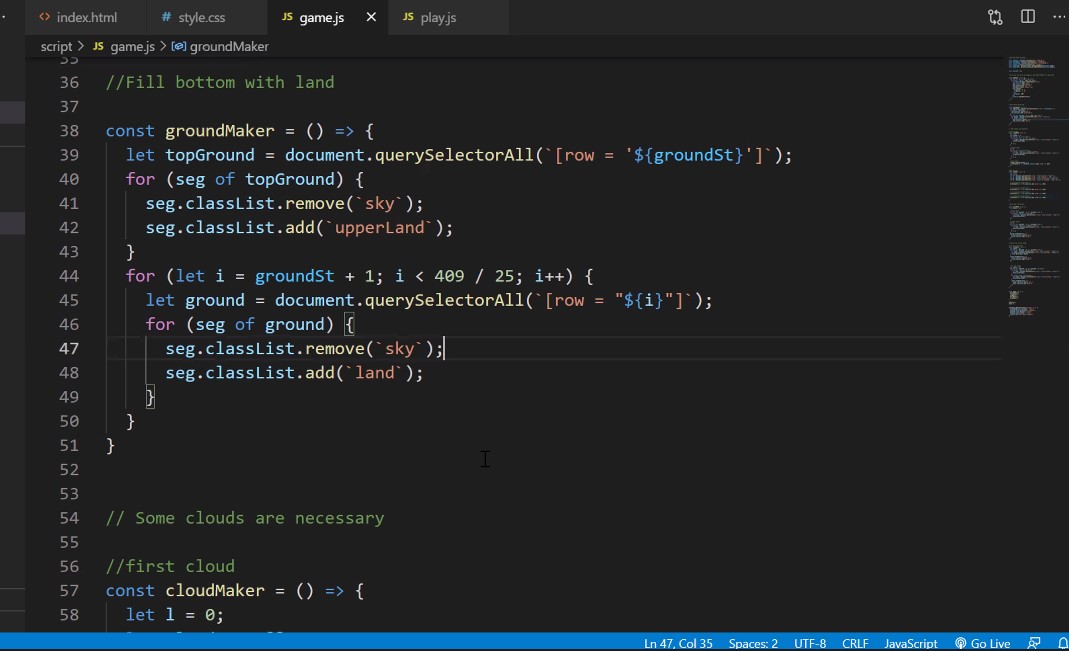 index.html # style.css JS game.js × JS play.js ...
script > JS game.js > groundMaker
35
36 //Fill bottom with land
37
38 const groundMaker = () => {
39 let topGround = document.querySelectorAll(`[row = '${groundSt}']`);
40 for (seg of topGround) {
41 seg.classList.remove(`sky`);
42 seg.classList.add(`upperLand`);
43 }
44 for (let i = groundSt + 1; i < 409 / 25; i++) {
45 let ground = document.querySelectorAll(`[row = "${i}"]`);
46 for (seg of ground) {
47 seg.classList.remove(`sky`);
48 seg.classList.add(`land`);
49 }
50 }
51 }
52
53
54 // Some clouds are necessary
55
56 //first cloud
57 const cloudMaker = () => {
58 let l = 0;
Ln 47, Col 35 Spaces: 2 UTF-8 CRLF JavaScript Go Live